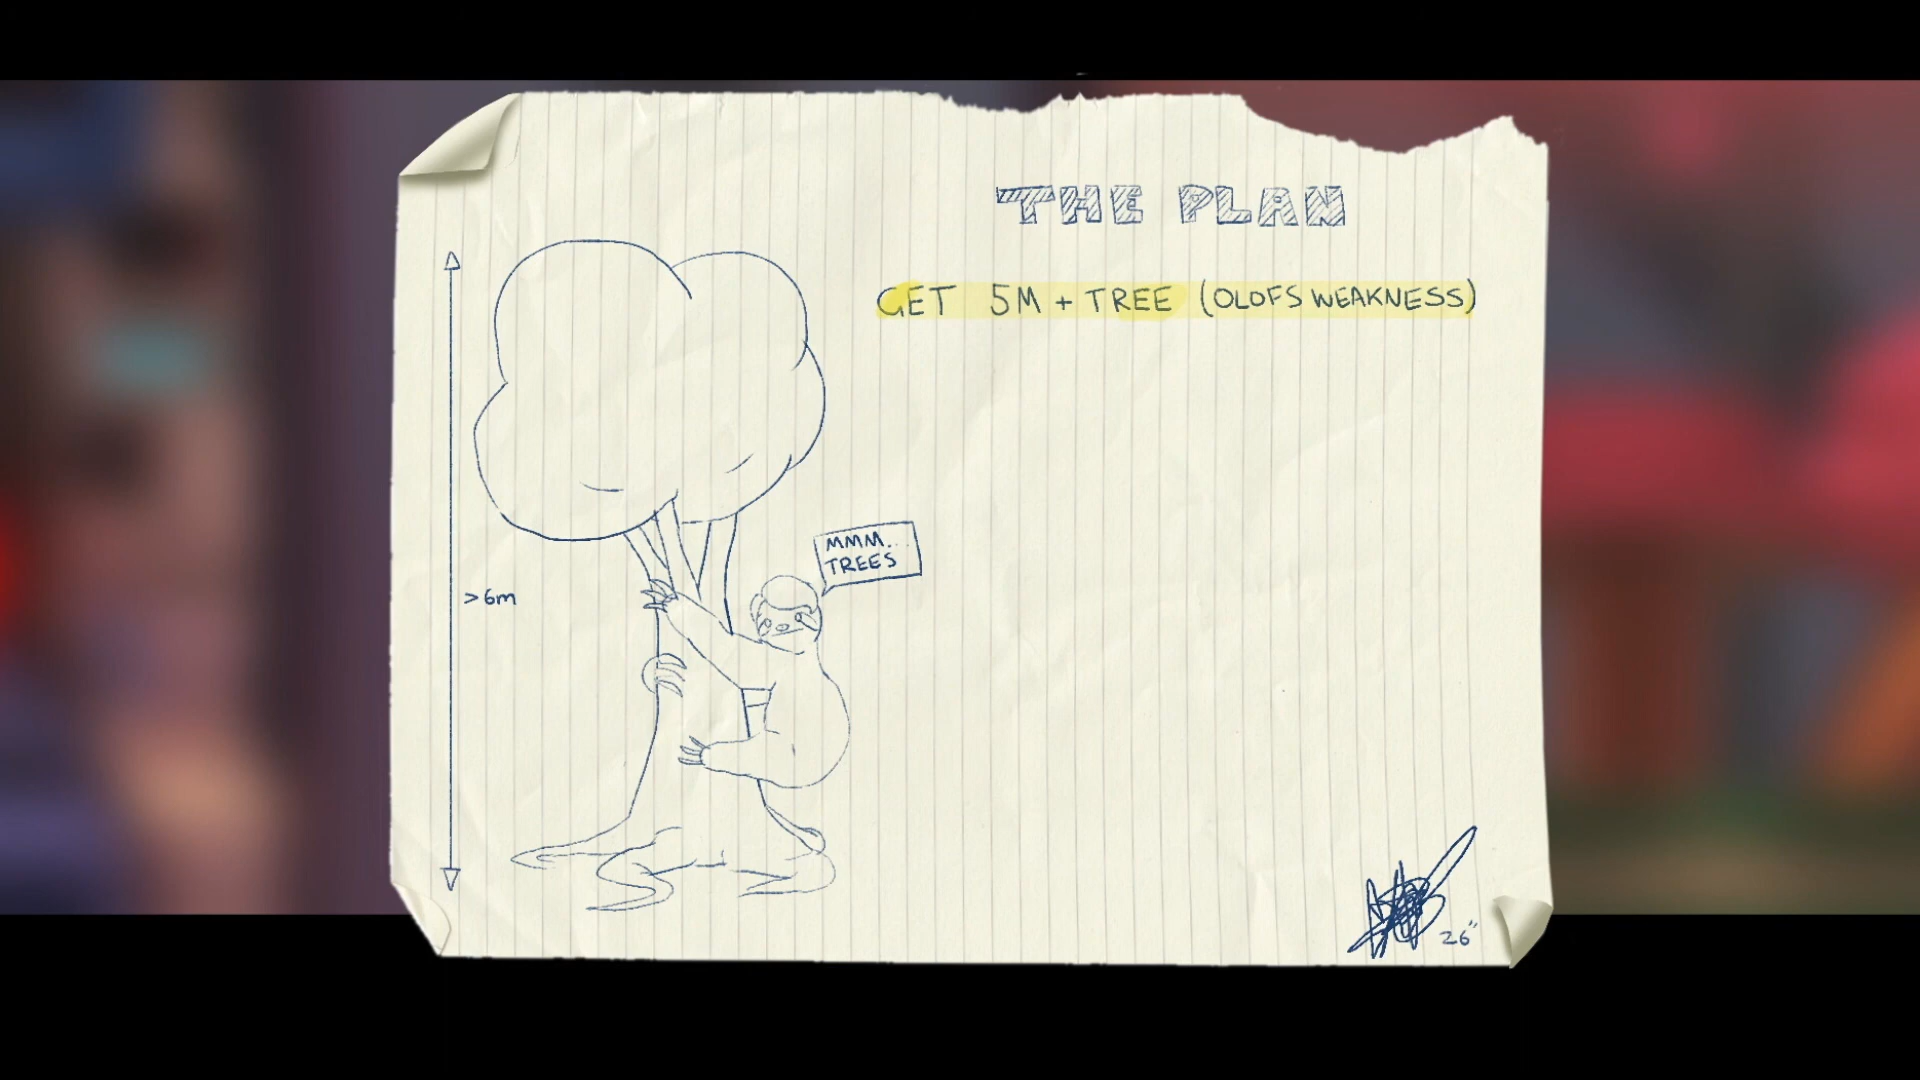 THE PLAN
GET 5M + TREE (OLOFS WEAKNESS)
MMM...
TREES
>6m
26"